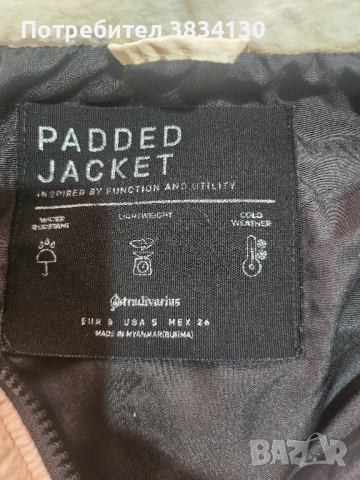 Потребител 3834130
PADDED
JACKET
INSPIRED BY FUNCTION AND UTILITY
WATER RESISTANT
LIGHTWEIGHT
COLD WEATHER
Stradivarius
EUR S USA S MEX 26
MADE IN MYANMAR(BURMA)
BAZAR